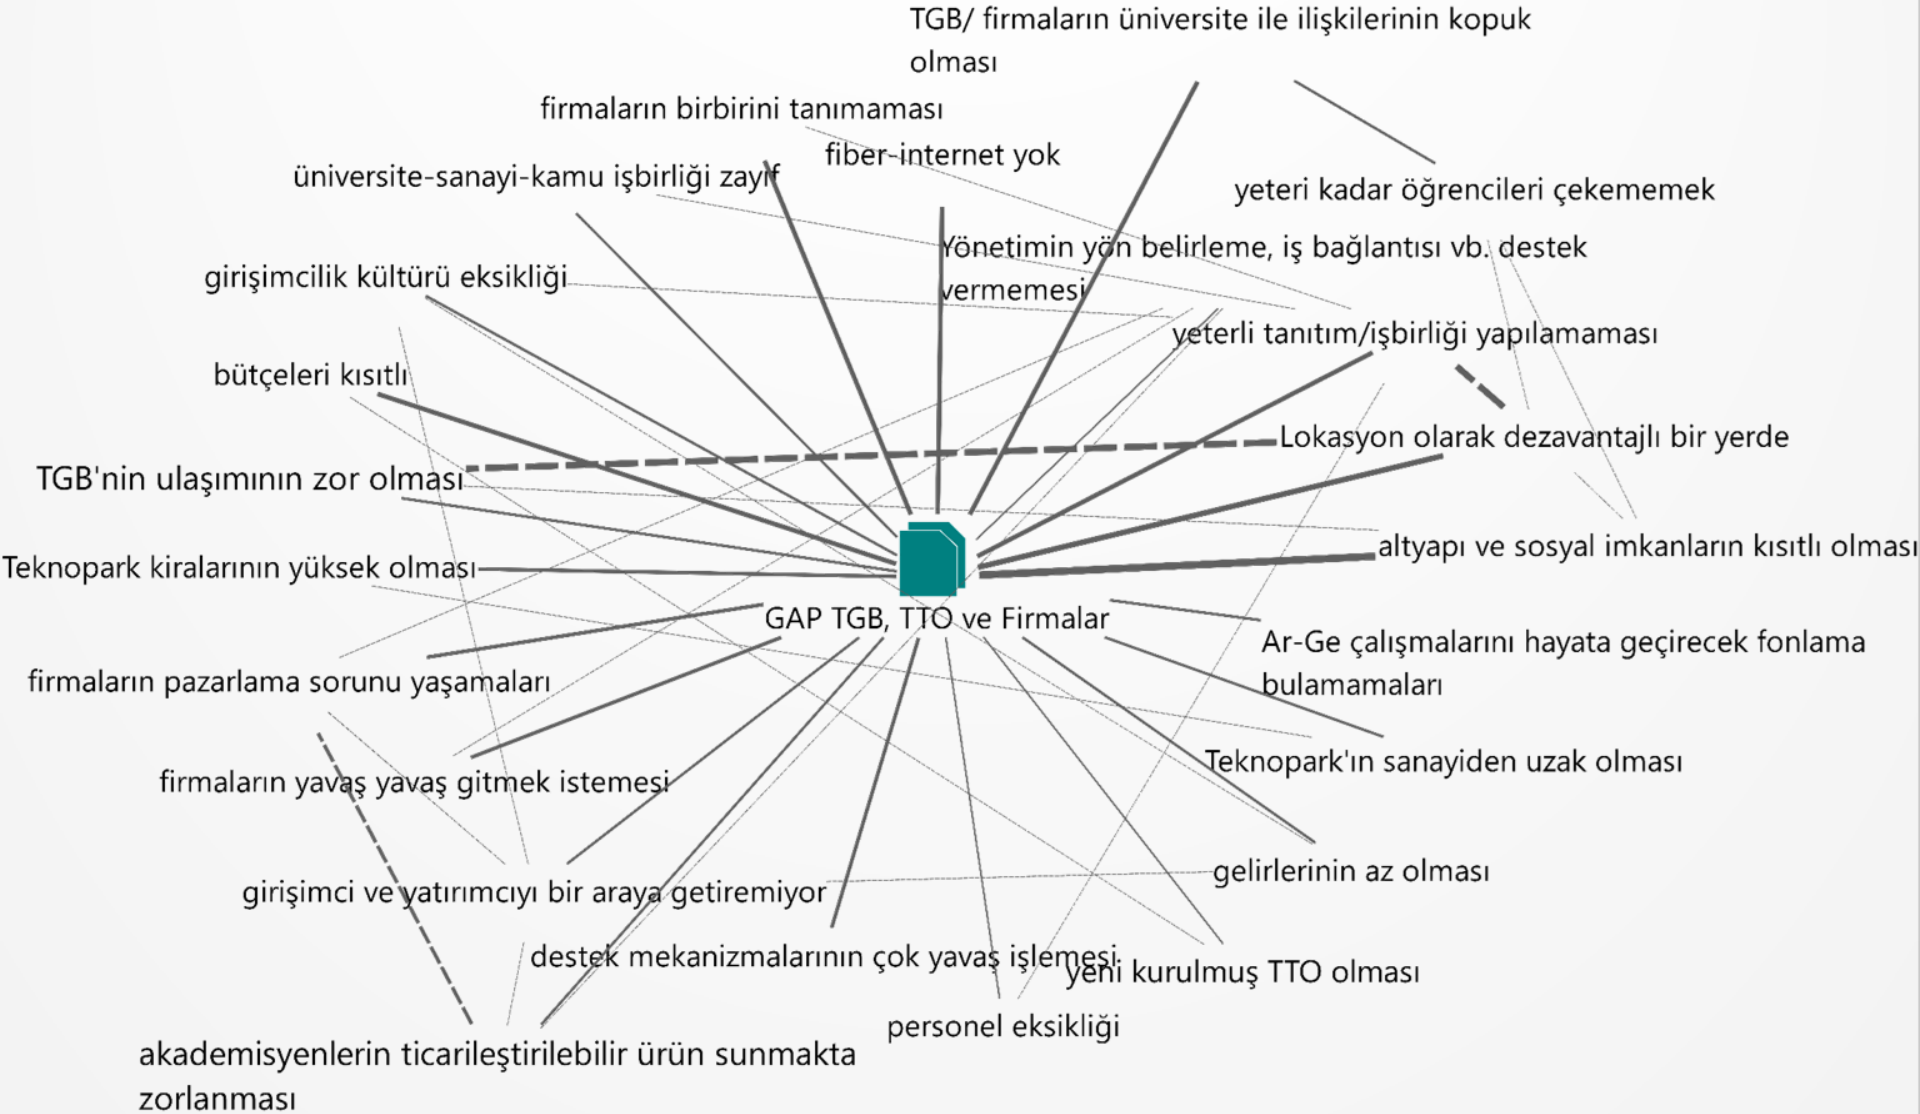 TGB/ firmaların üniversite ile ilişkilerinin kopuk
olması
firmaların birbirini tanımaması
fiber-internet yok
üniversite-sanayi-kamu işbirliği zayıf
yeteri kadar öğrencileri çekememek
Yönetimin yön belirleme, iş bağlantısı vb. destek
vermemesi
girişimcilik kültürü eksikliği
yeterli tanıtım/işbirliği yapılamaması
bütçeleri kısıtlı
Lokasyon olarak dezavantajlı bir yerde
TGB'nin ulaşımının zor olması
altyapı ve sosyal imkanların kısıtlı olması
Teknopark kiralarının yüksek olması
GAP TGB, TTO ve Firmalar
Ar-Ge çalışmalarını hayata geçirecek fonlama
bulamamaları
firmaların pazarlama sorunu yaşamaları
Teknopark'ın sanayiden uzak olması
firmaların yavaş yavaş gitmek istemesi
gelirlerinin az olması
girişimci ve yatırımcıyı bir araya getiremiyor
destek mekanizmalarının çok yavaş işlemesi
yeni kurulmuş TTO olması
personel eksikliği
akademisyenlerin ticarileştirilebilir ürün sunmakta
zorlanması